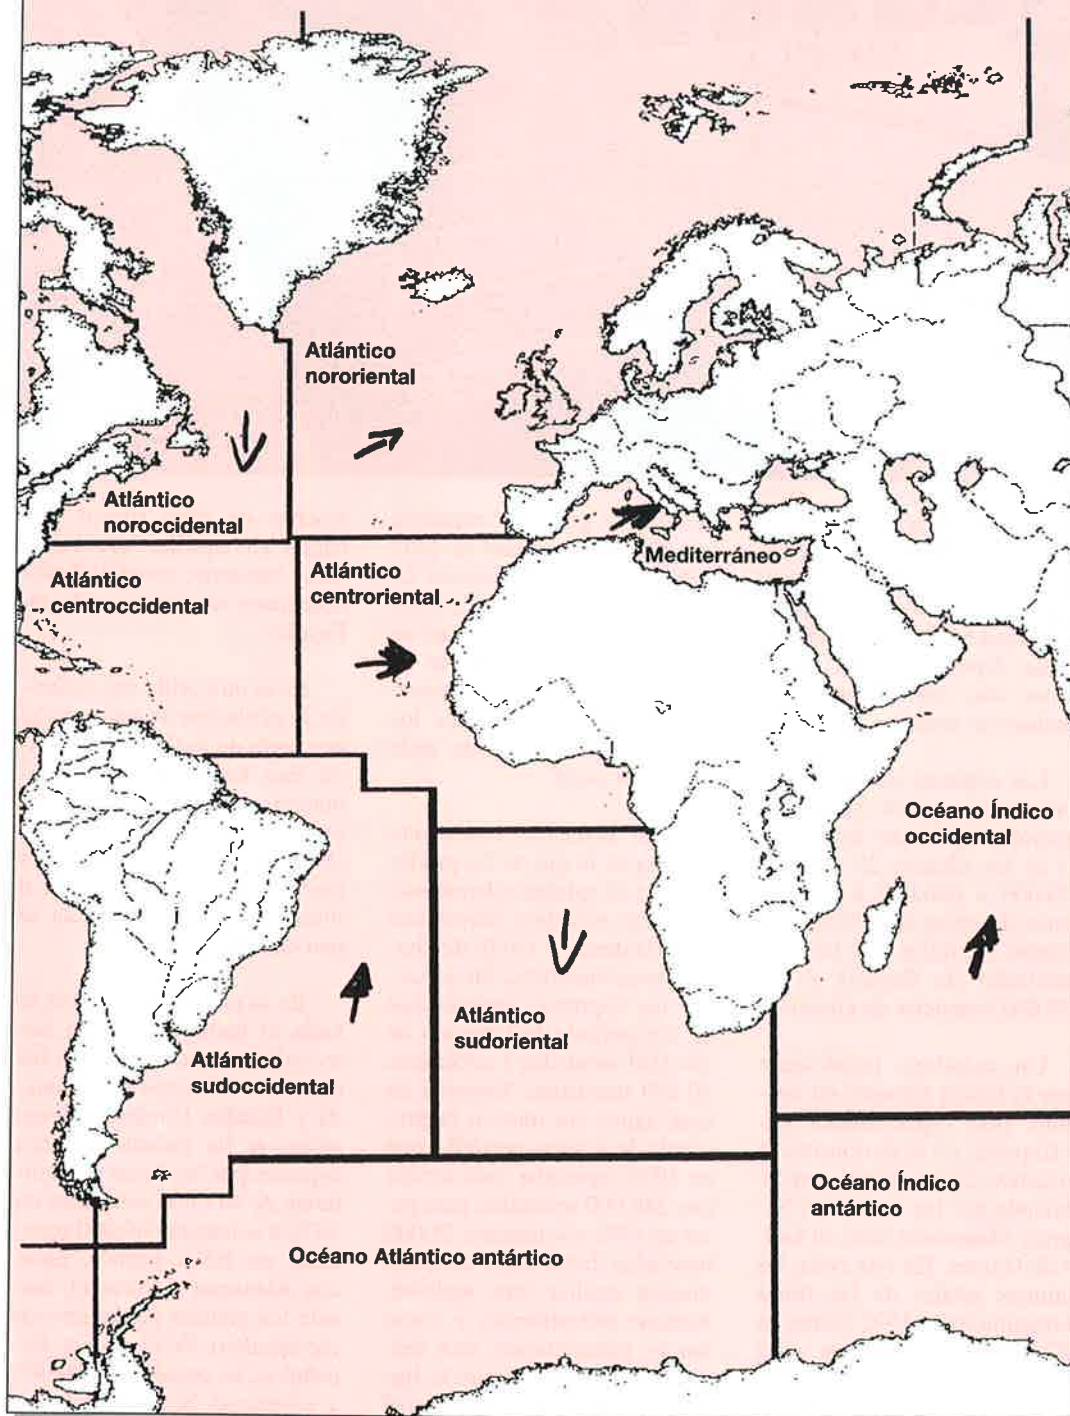 Atlántico
nororiental
Atlántico
noroccidental
Atlántico
centroccidental
Atlántico
centroriental
Mediterráneo
Océano Índico
occidental
Atlántico
sudoriental
Atlántico
sudoccidental
Océano Índico
antártico
Océano Atlántico antártico